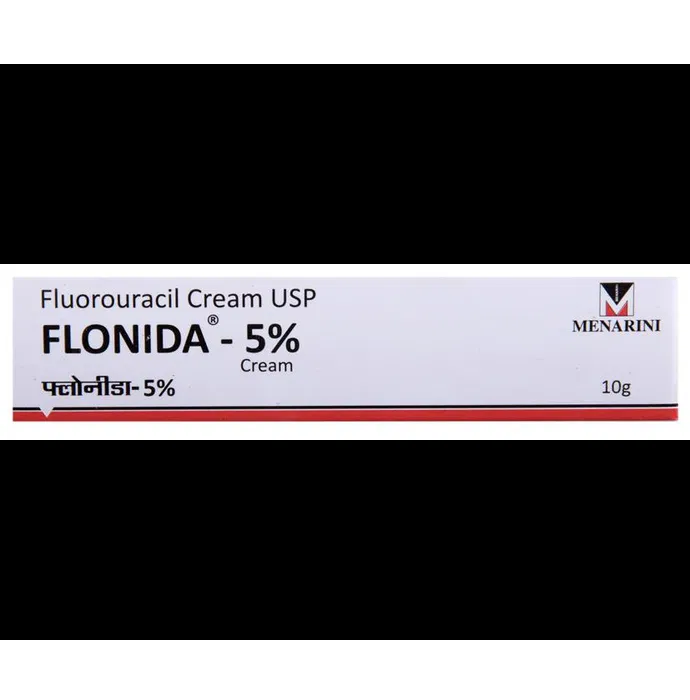 Fluorouracil Cream USP
FLONIDA® - 5%
Cream
फ्लोनीडा-5%
MENARINI
10g